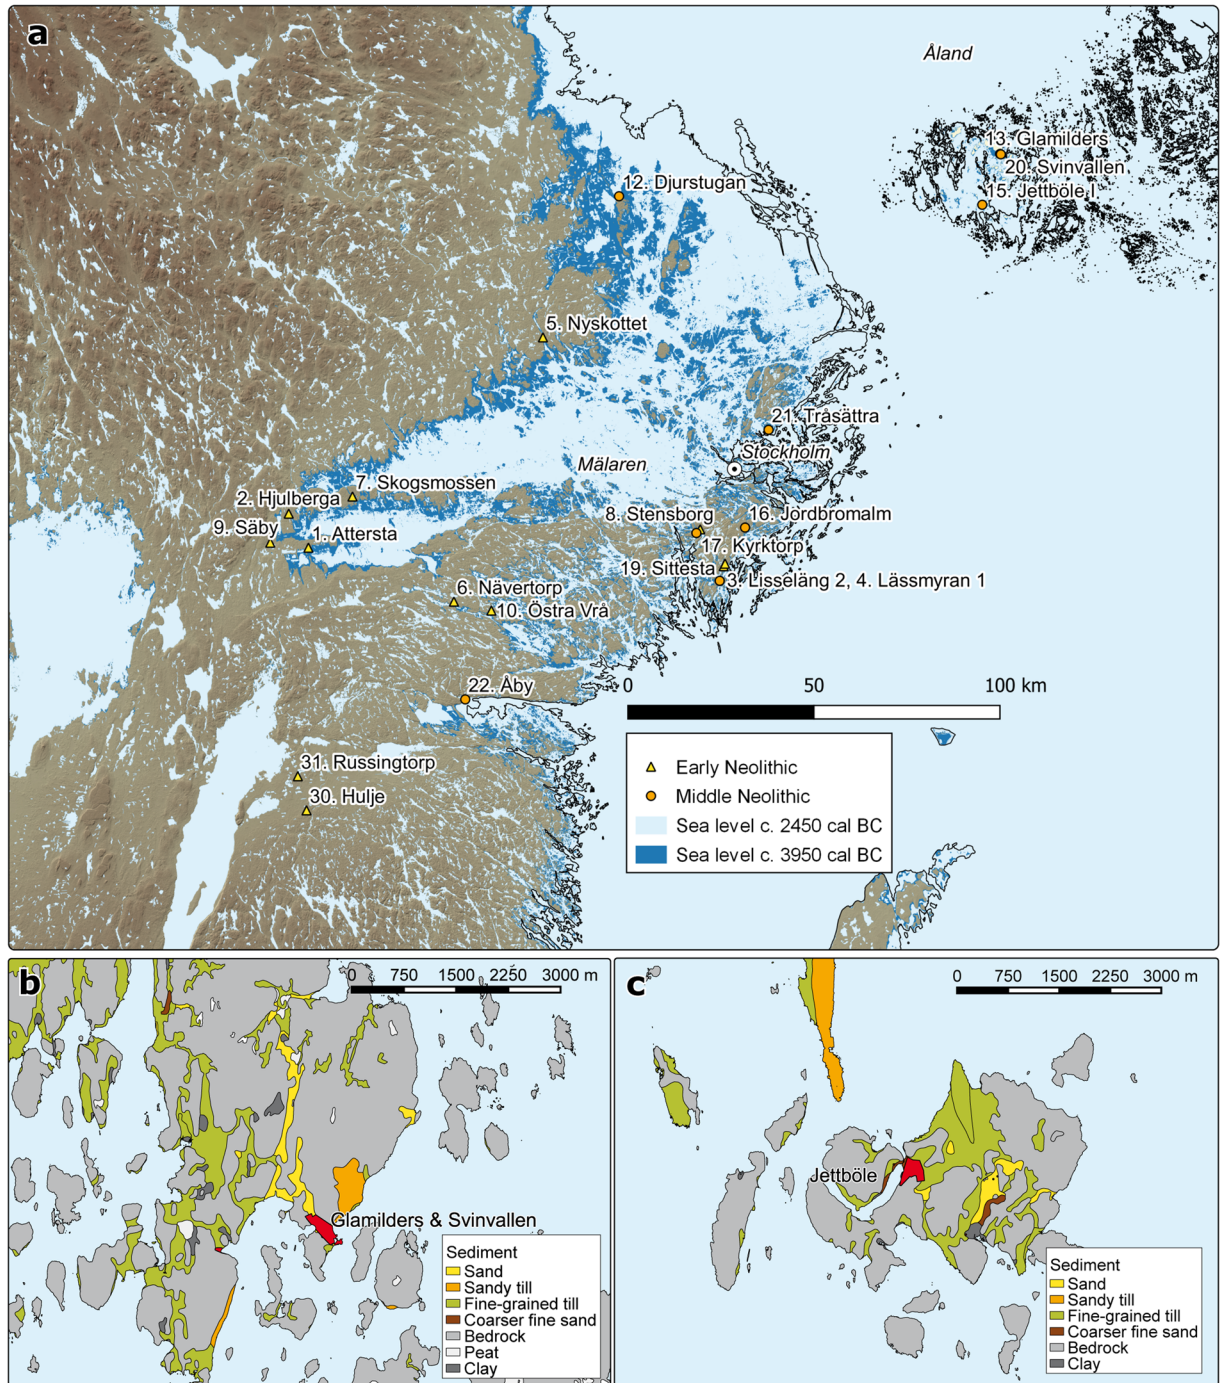 a
Åland
13. Glamilders
20. Svinvallen
15. Jettböle I
12. Djurstugan
5. Nyskottet
21. Tråsättra
Stockholm
Mälaren
7. Skogsmossen
2. Hjulberga
9. Säby
1. Attersta
8. Stensborg
16. Jordbromalm
17. Kyrktorp
19. Sittesta
3. Lisseläng 2, 4. Lässmyran 1
6. Nävertorp
10. Östra Vrå
22. Åby
0 50 100 km
31. Russingtorp
30. Hulje
Early Neolithic
Middle Neolithic
Sea level c. 2450 cal BC
Sea level c. 3950 cal BC
b
0 750 1500 2250 3000 m
Glamilders & Svinvallen
Sediment
Sand
Sandy till
Fine-grained till
Coarser fine sand
Bedrock
Peat
Clay
c
0 750 1500 2250 3000 m
Jettböle
Sediment
Sand
Sandy till
Fine-grained till
Coarser fine sand
Bedrock
Clay